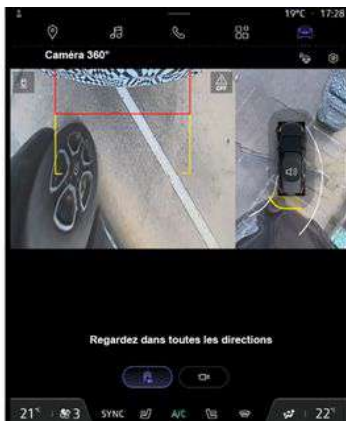 19°C · 17:28
Caméra 360°
OFF
Regardez dans toutes les directions
21° 3 SYNC A/C 22°